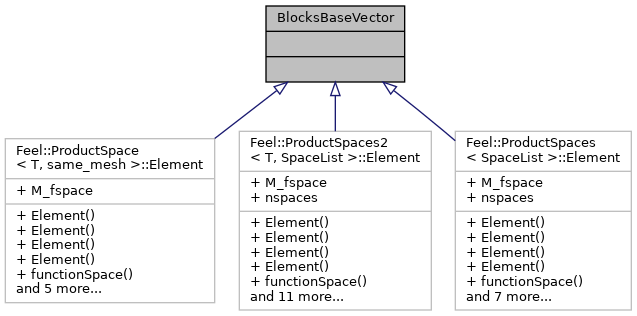 BlocksBaseVector
Feel::ProductSpace
< T, same_mesh >::Element
+ M_fspace
+ Element()
+ Element()
+ Element()
+ Element()
+ functionSpace()
and 5 more...
Feel::ProductSpaces2
< T, SpaceList >::Element
+ M_fspace
+ nspaces
+ Element()
+ Element()
+ Element()
+ Element()
+ functionSpace()
and 11 more...
Feel::ProductSpaces
< SpaceList >::Element
+ M_fspace
+ nspaces
+ Element()
+ Element()
+ Element()
+ Element()
+ functionSpace()
and 7 more...